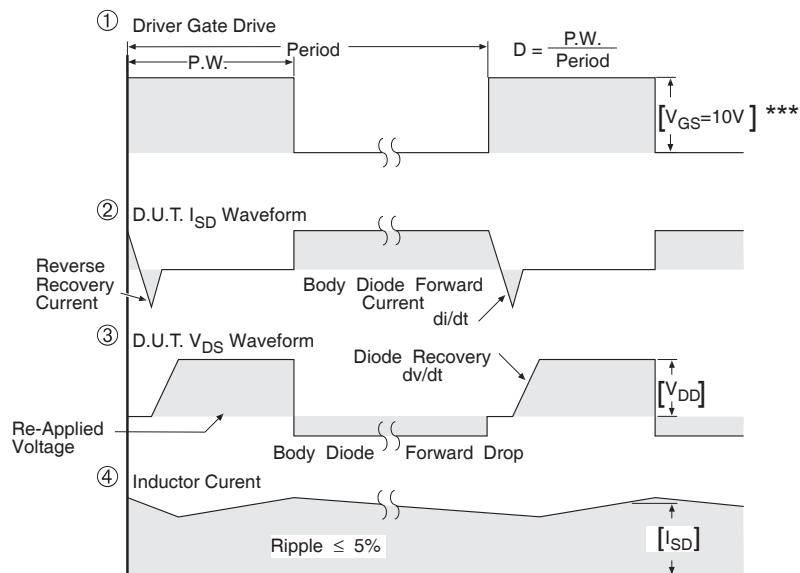 ① Driver Gate Drive
Period
P.W.
D = P.W. / Period
[VGS=10V] ***
② D.U.T. ISD Waveform
Reverse
Recovery
Current
Body Diode Forward
Current
di/dt
③ D.U.T. VDS Waveform
Diode Recovery
dv/dt
[VDD]
Re-Applied
Voltage
Body Diode Forward Drop
④ Inductor Curent
Ripple ≤ 5%
[ISD]